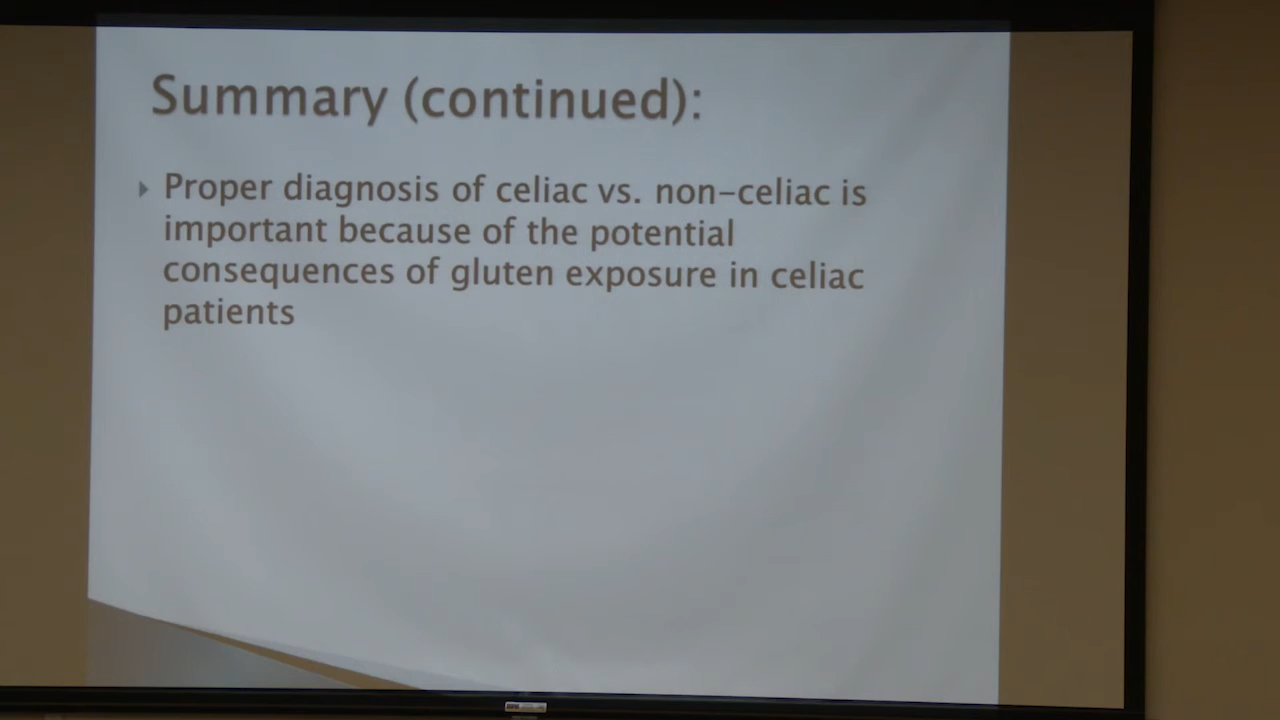 Summary (continued):
Proper diagnosis of celiac vs. non-celiac is
important because of the potential
consequences of gluten exposure in celiac
patients